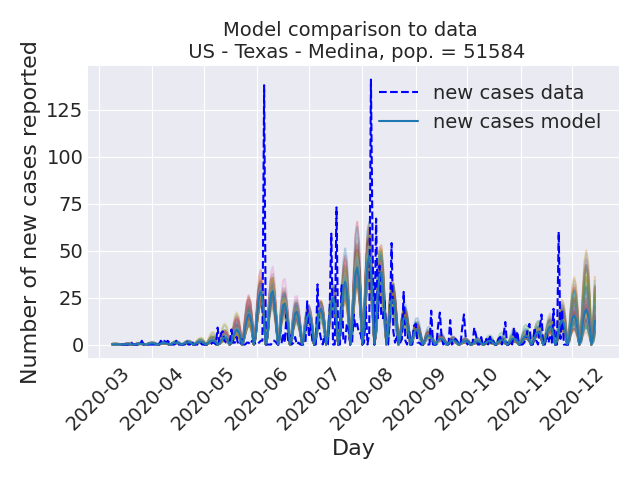 Model comparison to data
US - Texas - Medina, pop. = 51584
Number of new cases reported
125
100
75
50
25
0
new cases data
new cases model
2020-03
2020-04
2020-05
2020-06
2020-07
2020-08
2020-09
2020-10
2020-11
2020-12
Day